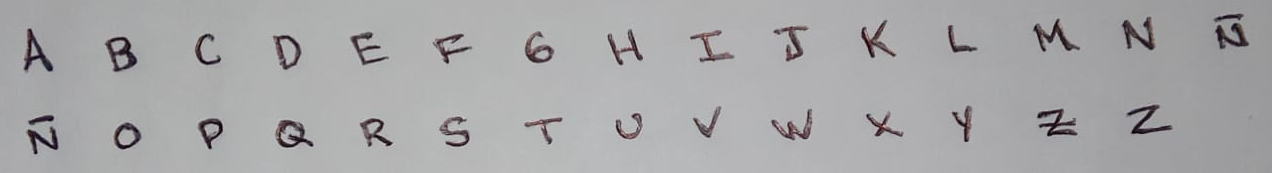 A B C D E F G H I J K L M N Ñ
Ñ O P Q R S T U V W X Y Z Z